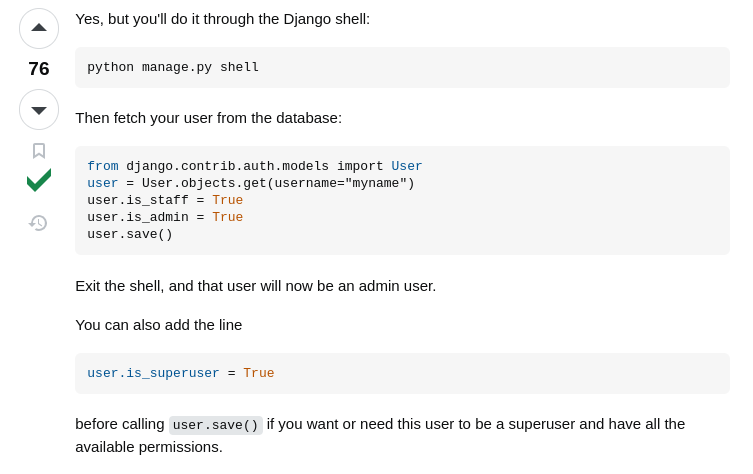 Yes, but you'll do it through the Django shell:
76
python manage.py shell
Then fetch your user from the database:
from django.contrib.auth.models import User
user = User.objects.get(username="myname")
user.is_staff = True
user.is_admin = True
user.save()
Exit the shell, and that user will now be an admin user.
You can also add the line
user.is_superuser = True
before calling user.save() if you want or need this user to be a superuser and have all the
available permissions.